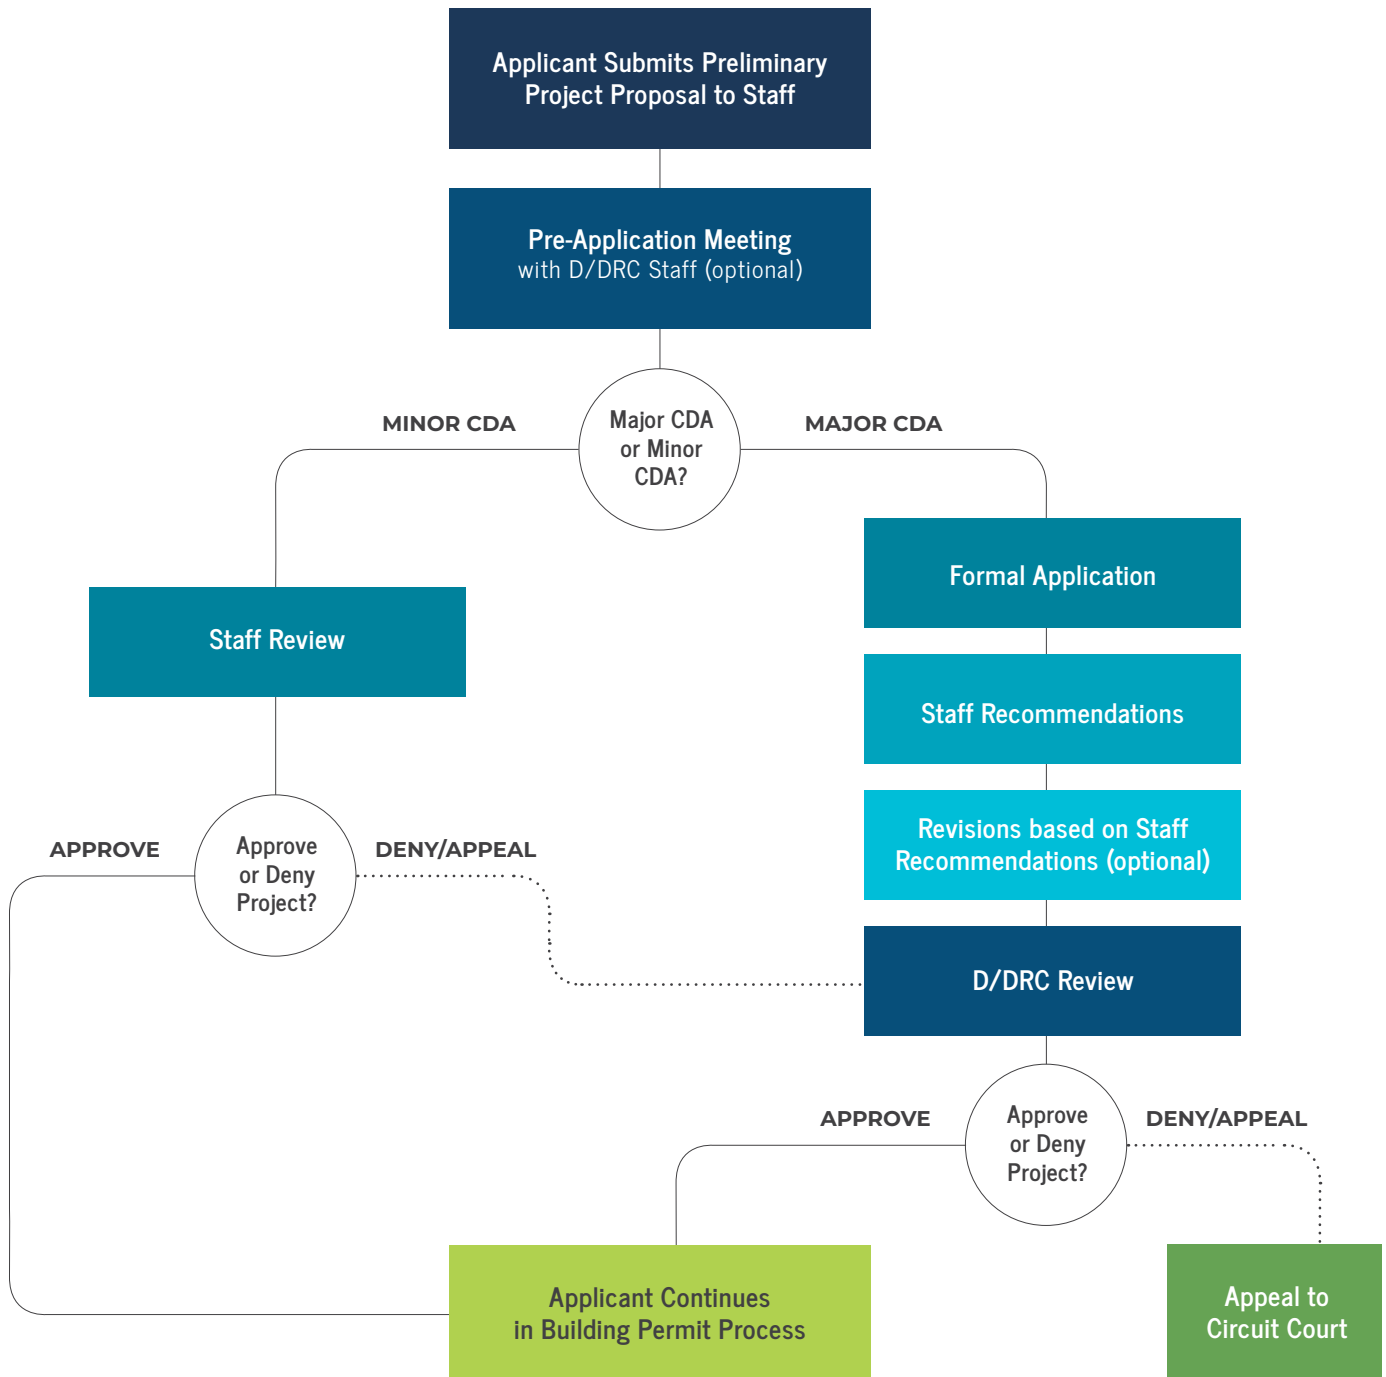 Applicant Submits Preliminary
Project Proposal to Staff
Pre-Application Meeting
with D/DRC Staff (optional)
MINOR CDA
Major CDA
or Minor
CDA?
MAJOR CDA
Formal Application
Staff Review
Staff Recommendations
Revisions based on Staff
Recommendations (optional)
APPROVE
Approve
or Deny
Project?
DENY/APPEAL
D/DRC Review
APPROVE
Approve
or Deny
Project?
DENY/APPEAL
Applicant Continues
in Building Permit Process
Appeal to
Circuit Court